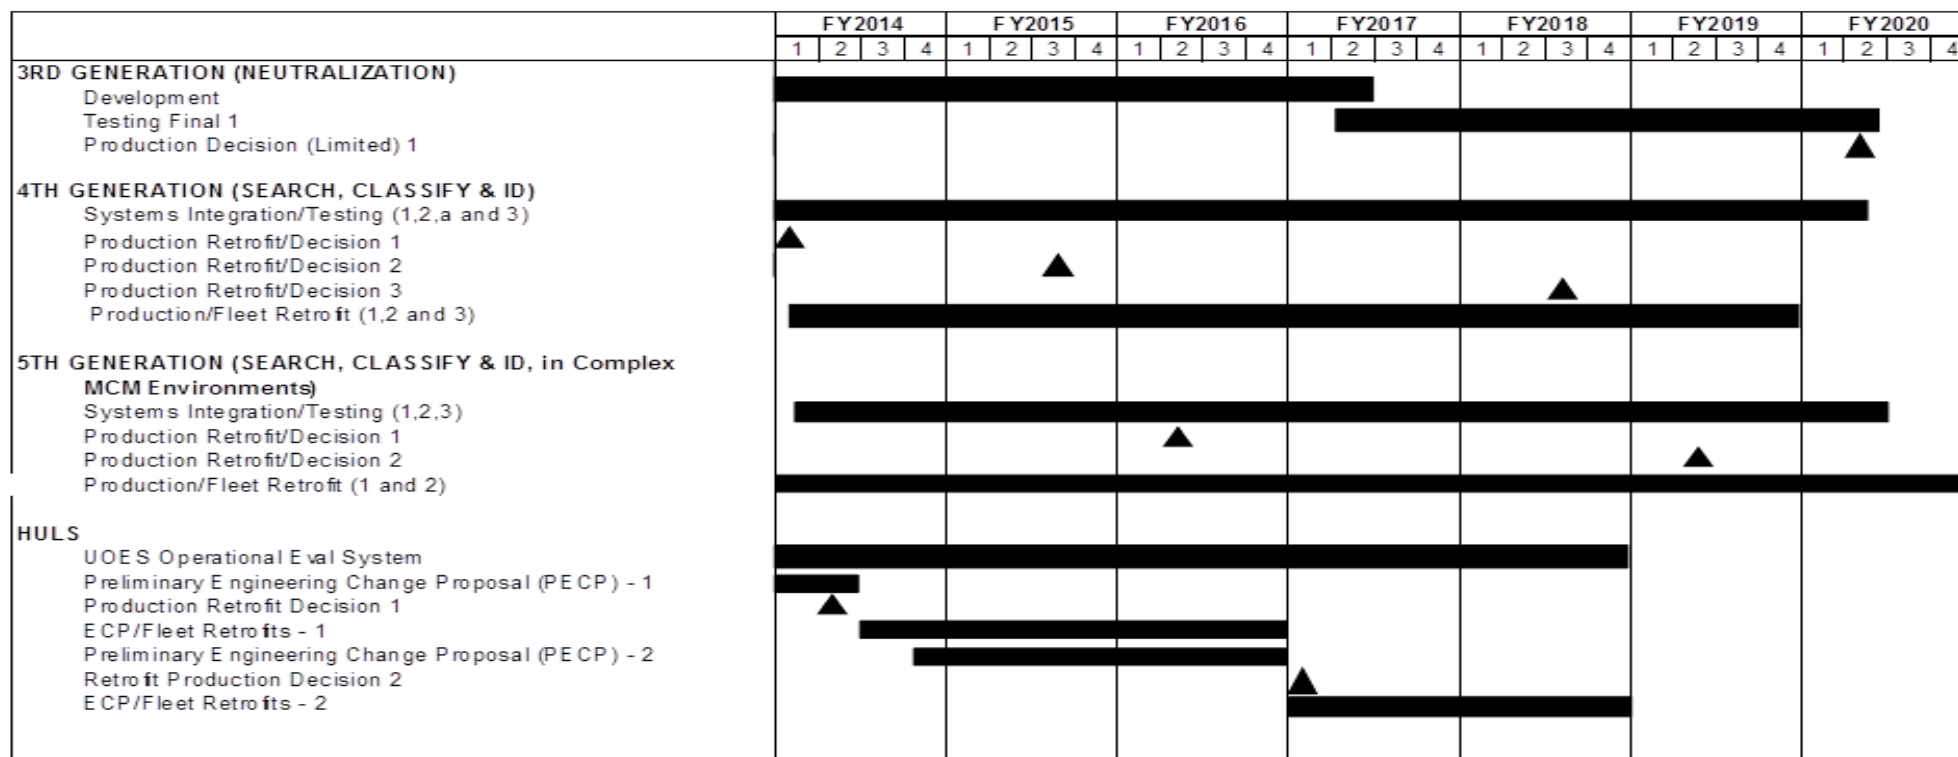 FY2014 FY2015 FY2016 FY2017 FY2018 FY2019 FY2020
1 2 3 4 1 2 3 4 1 2 3 4 1 2 3 4 1 2 3 4 1 2 3 4 1 2 3 4
3RD GENERATION (NEUTRALIZATION)
Development
Testing Final 1
Production Decision (Limited) 1
4TH GENERATION (SEARCH, CLASSIFY & ID)
Systems Integration/Testing (1,2,a and 3)
Production Retrofit/Decision 1
Production Retrofit/Decision 2
Production Retrofit/Decision 3
Production/Fleet Retrofit (1,2 and 3)
5TH GENERATION (SEARCH, CLASSIFY & ID, in Complex
MCM Environments)
Systems Integration/Testing (1,2,3)
Production Retrofit/Decision 1
Production Retrofit/Decision 2
Production/Fleet Retrofit (1 and 2)
HULS
UOES Operational Eval System
Preliminary Engineering Change Proposal (PECP) - 1
Production Retrofit Decision 1
ECP/Fleet Retrofits - 1
Preliminary Engineering Change Proposal (PECP) - 2
Retrofit Production Decision 2
ECP/Fleet Retrofits - 2